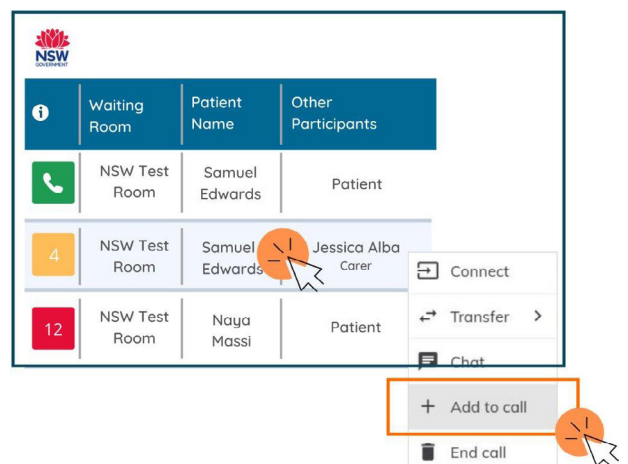 NSW
GOVERNMENT
i
Waiting Room
Patient Name
Other Participants
NSW Test Room
Samuel Edwards
Patient
4
NSW Test Room
Samuel Edwards
Jessica Alba
Carer
12
NSW Test Room
Naya Massi
Patient
Connect
Transfer >
Chat
+ Add to call
End call